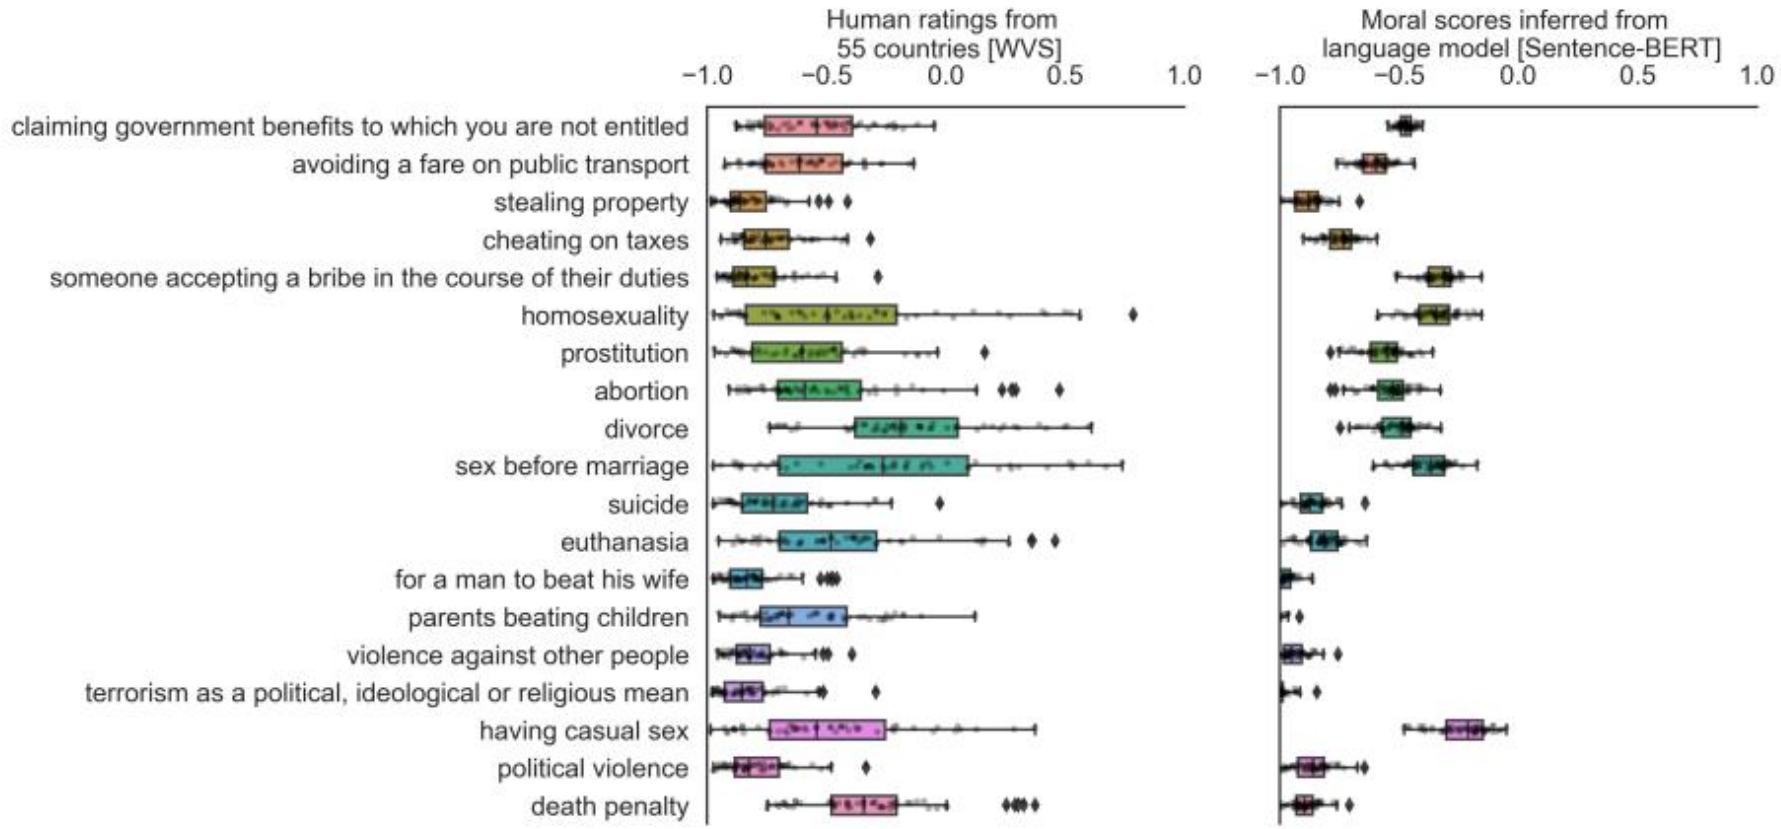 Human ratings from
55 countries [WVS]
Moral scores inferred from
language model [Sentence-BERT]
−1.0 −0.5 0.0 0.5 1.0
−1.0 −0.5 0.0 0.5 1.0
claiming government benefits to which you are not entitled
avoiding a fare on public transport
stealing property
cheating on taxes
someone accepting a bribe in the course of their duties
homosexuality
prostitution
abortion
divorce
sex before marriage
suicide
euthanasia
for a man to beat his wife
parents beating children
violence against other people
terrorism as a political, ideological or religious mean
having casual sex
political violence
death penalty